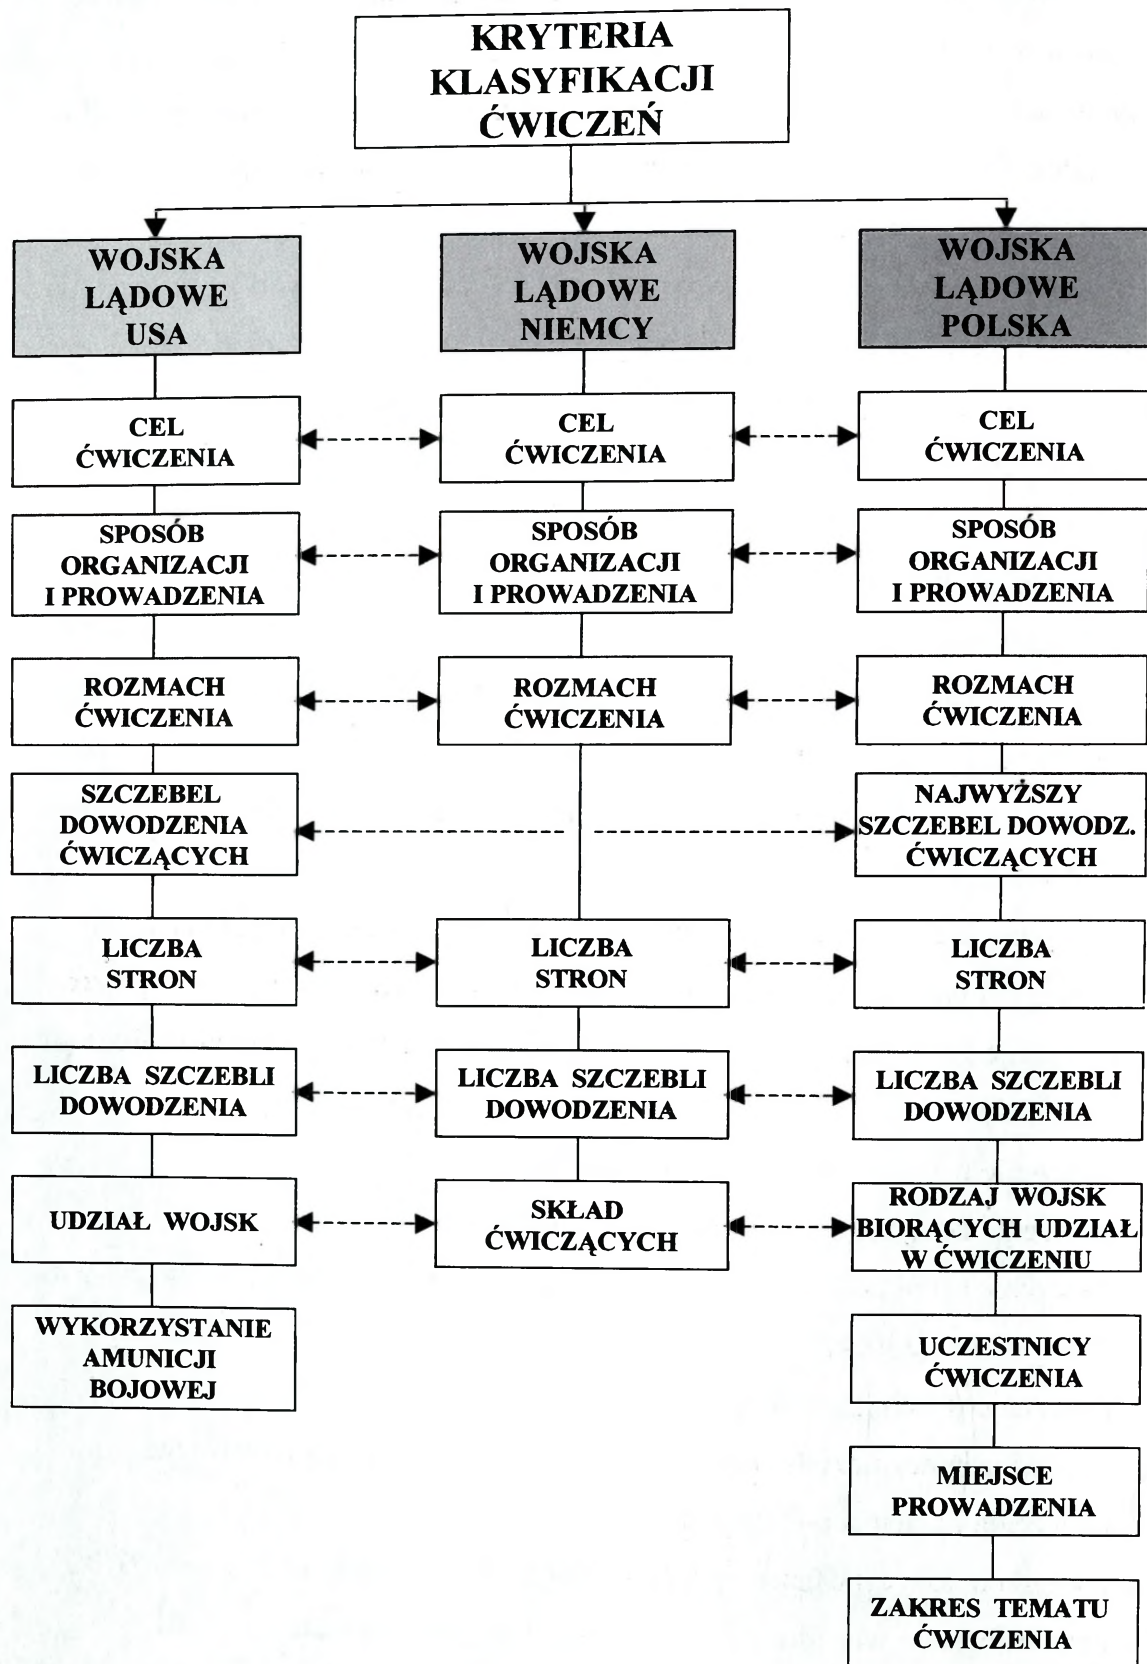 KRYTERIA
KLASYFIKACJI
ĆWICZEŃ
WOJSKA
LĄDOWE
USA
WOJSKA
LĄDOWE
NIEMCY
WOJSKA
LĄDOWE
POLSKA
CEL
ĆWICZENIA
CEL
ĆWICZENIA
CEL
ĆWICZENIA
SPOSÓB
ORGANIZACJI
I PROWADZENIA
SPOSÓB
ORGANIZACJI
I PROWADZENIA
SPOSÓB
ORGANIZACJI
I PROWADZENIA
ROZMACH
ĆWICZENIA
ROZMACH
ĆWICZENIA
ROZMACH
ĆWICZENIA
SZCZEBEL
DOWODZENIA
ĆWICZĄCYCH
NAJWYŻSZY
SZCZEBEL DOWODZ.
ĆWICZĄCYCH
LICZBA
STRON
LICZBA
STRON
LICZBA
STRON
LICZBA SZCZEBLI
DOWODZENIA
LICZBA SZCZEBLI
DOWODZENIA
LICZBA SZCZEBLI
DOWODZENIA
UDZIAŁ WOJSK
SKŁAD
ĆWICZĄCYCH
RODZAJ WOJSK
BIORĄCYCH UDZIAŁ
W ĆWICZENIU
WYKORZYSTANIE
AMUNICJI
BOJOWEJ
UCZESTNICY
ĆWICZENIA
MIEJSCE
PROWADZENIA
ZAKRES TEMATU
ĆWICZENIA